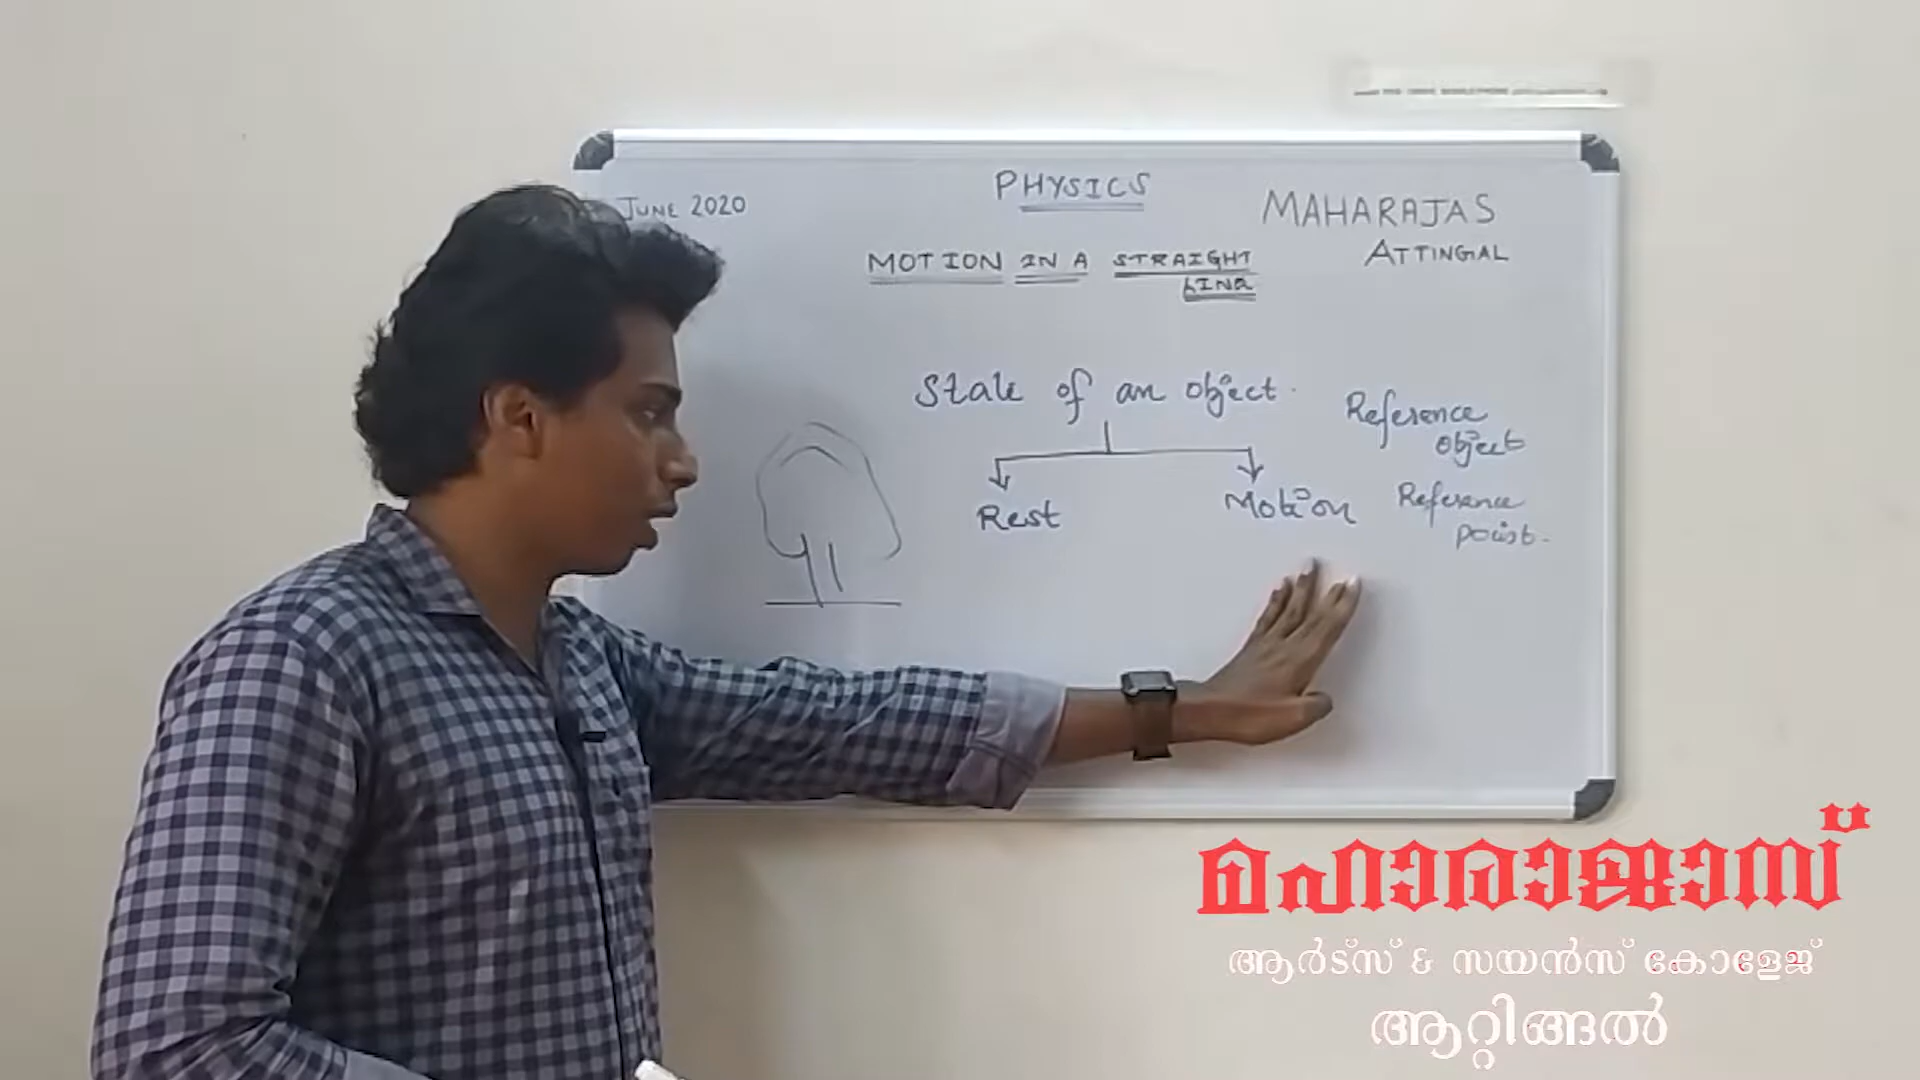 JUNE 2020
PHYSICS
MAHARAJAS
ATTINGAL
MOTION IN A STRAIGHT
LINE
State of an object.
Rest
Motion
Reference
object
Reference
point.
മഹാരാജാസ്
ആർട്സ് & സയൻസ് കോളേജ്
ആറ്റിങ്ങൽ